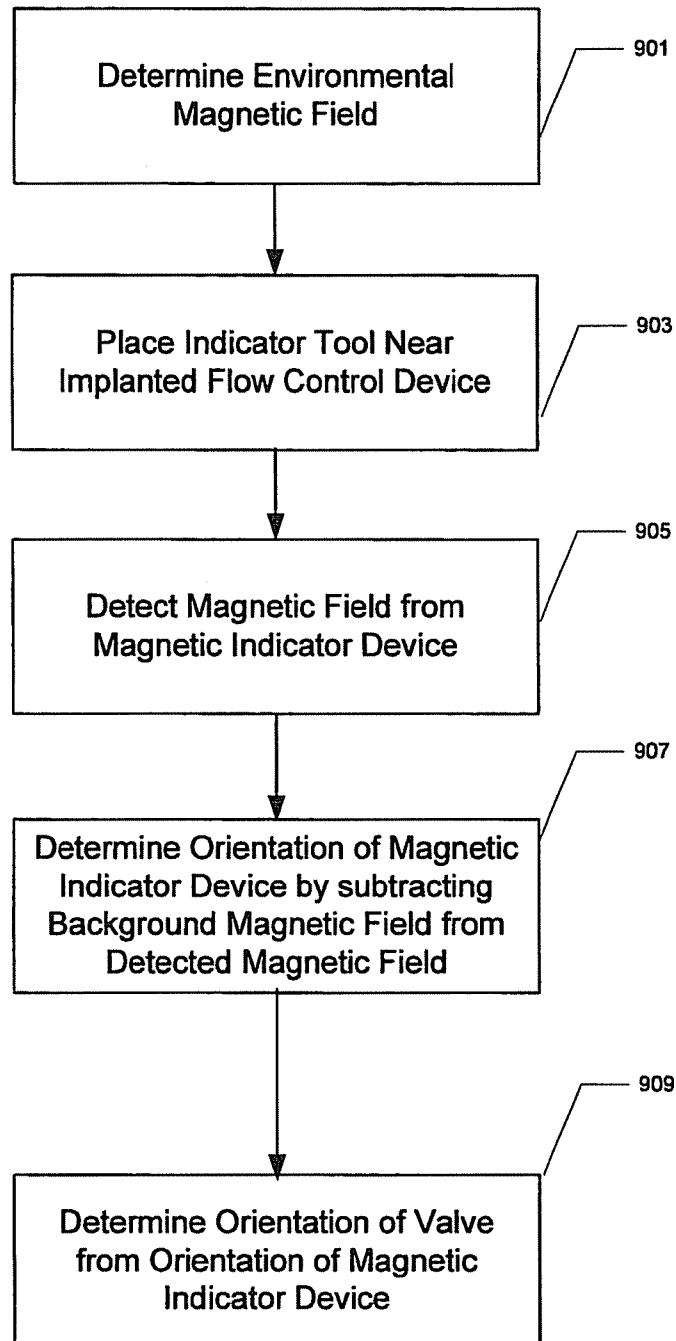 Determine Environmental
Magnetic Field
901
Place Indicator Tool Near
Implanted Flow Control Device
903
Detect Magnetic Field from
Magnetic Indicator Device
905
Determine Orientation of Magnetic
Indicator Device by subtracting
Background Magnetic Field from
Detected Magnetic Field
907
Determine Orientation of Valve
from Orientation of Magnetic
Indicator Device
909